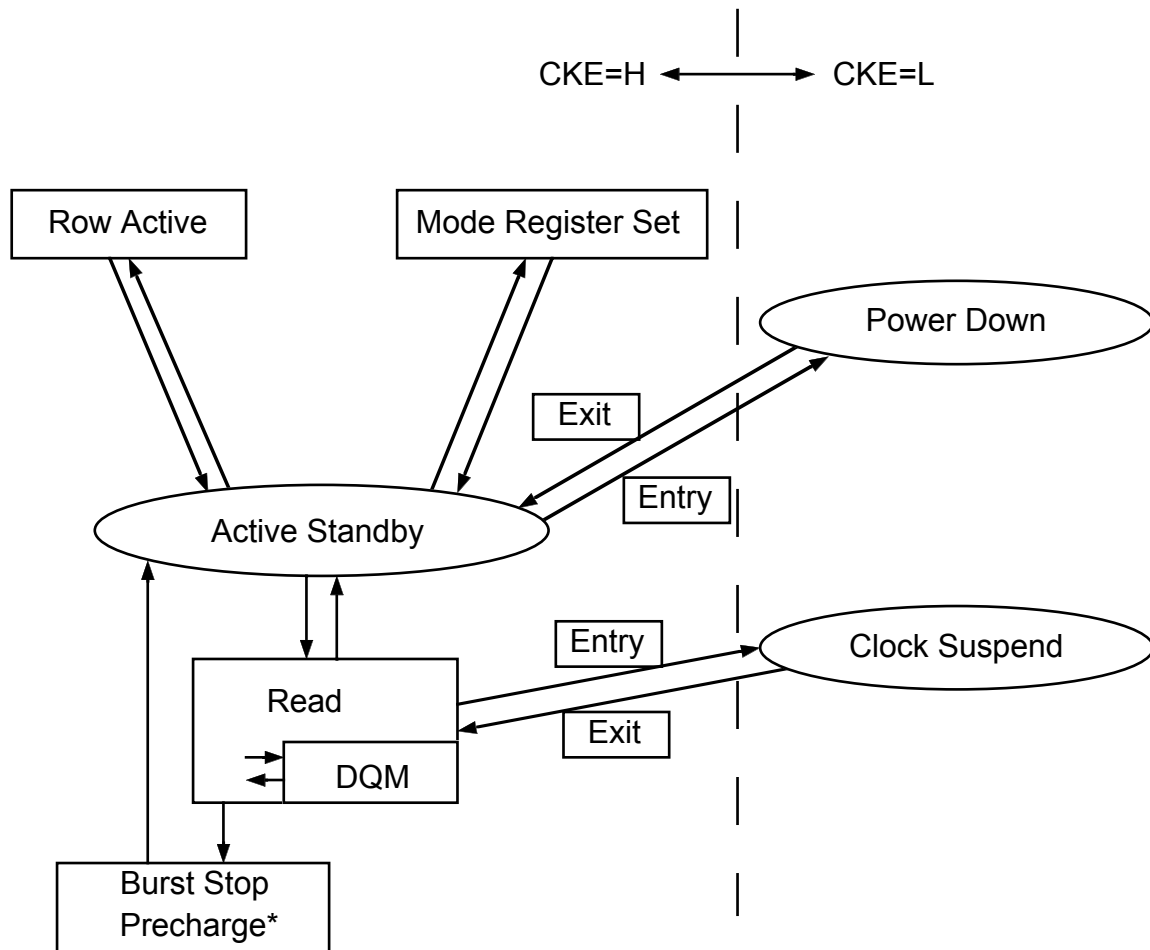 CKE=H
CKE=L
Row Active
Mode Register Set
Power Down
Exit
Entry
Active Standby
Entry
Clock Suspend
Read
Exit
DQM
Burst Stop
Precharge*